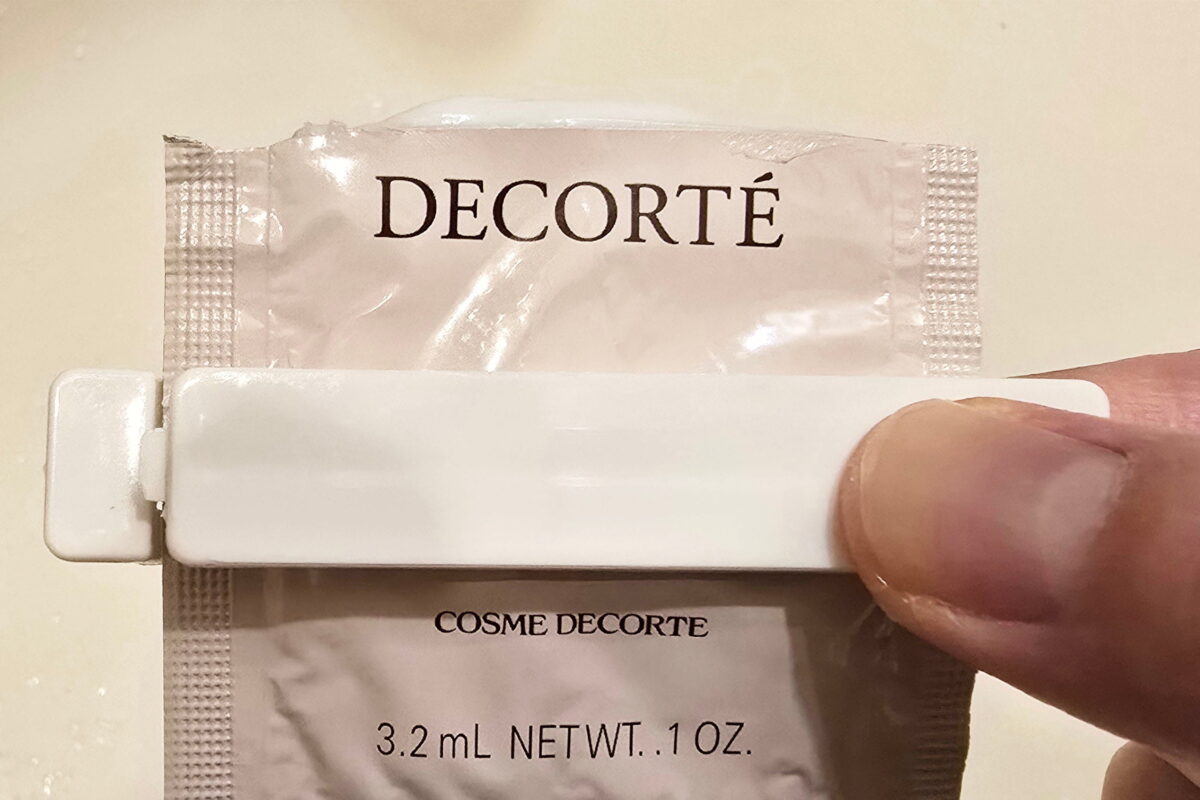 DECORTÉ
COSME DECORTE
3.2 mL NET WT. .1 OZ.